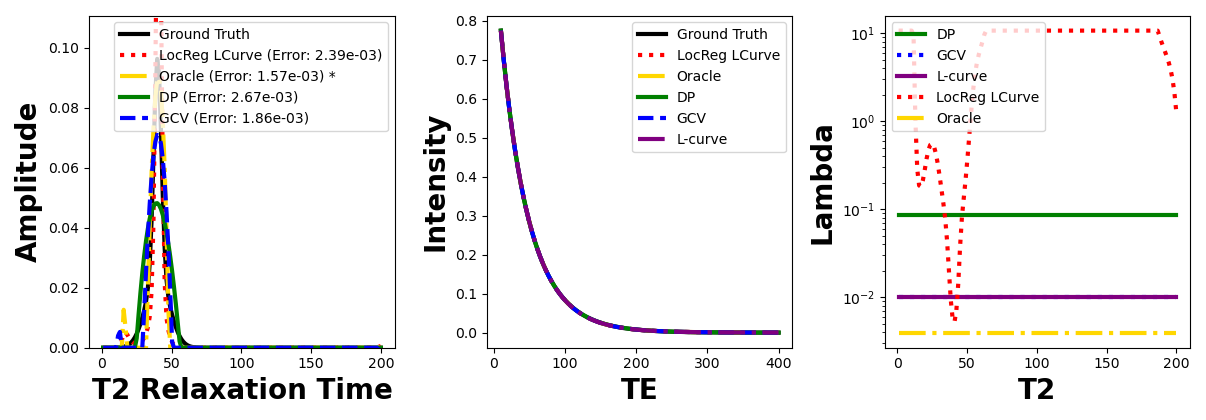 0.10
0.08
0.06
0.04
0.02
0.00
0
50
100
150
200
Amplitude
T2 Relaxation Time
Ground Truth
LocReg LCurve (Error: 2.39e-03)
Oracle (Error: 1.57e-03) *
DP (Error: 2.67e-03)
GCV (Error: 1.86e-03)
0.8
0.7
0.6
0.5
0.4
0.3
0.2
0.1
0.0
0
100
200
300
400
Intensity
TE
Ground Truth
LocReg LCurve
Oracle
DP
GCV
L-curve
10¹
10⁰
10⁻¹
10⁻²
0
50
100
150
200
Lambda
T2
DP
GCV
L-curve
LocReg LCurve
Oracle